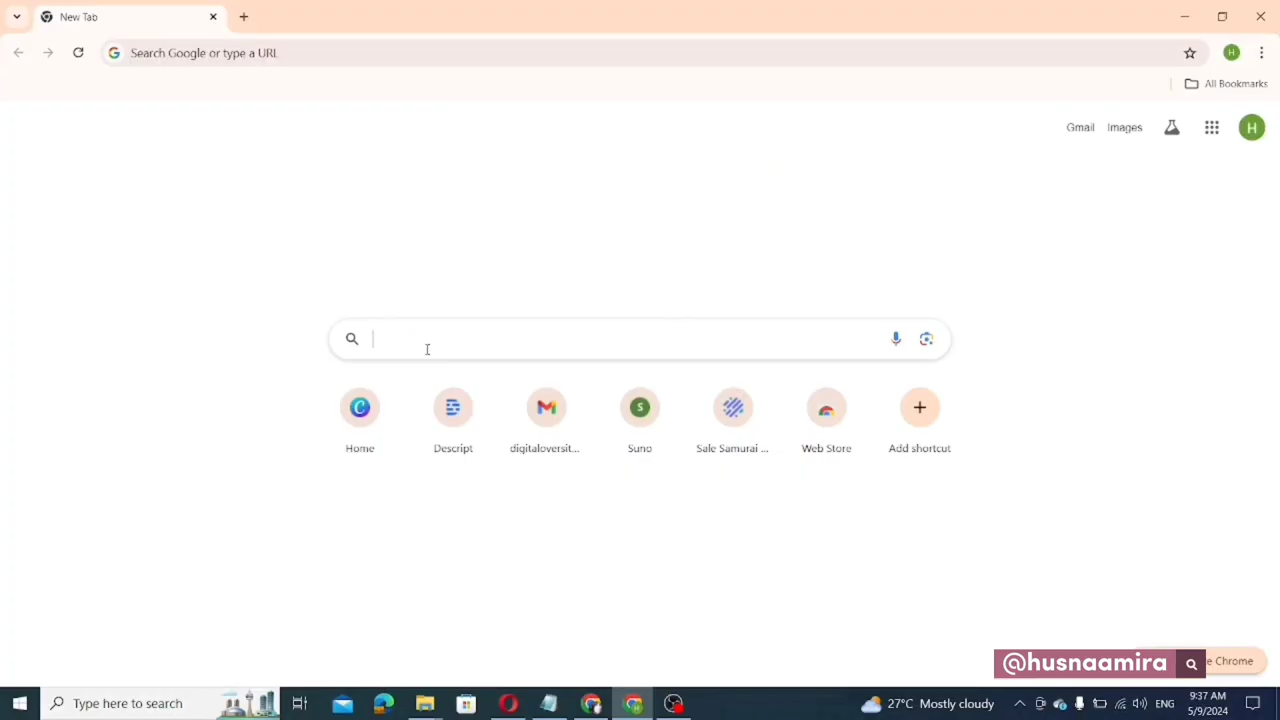 New Tab
Search Google or type a URL
All Bookmarks
Gmail Images
H
H
Home Descript digitaloversit... Suno Sale Samurai ... Web Store Add shortcut
S
@husnaamira
e Chrome
Type here to search
27°C Mostly cloudy
ENG
9:37 AM
5/9/2024